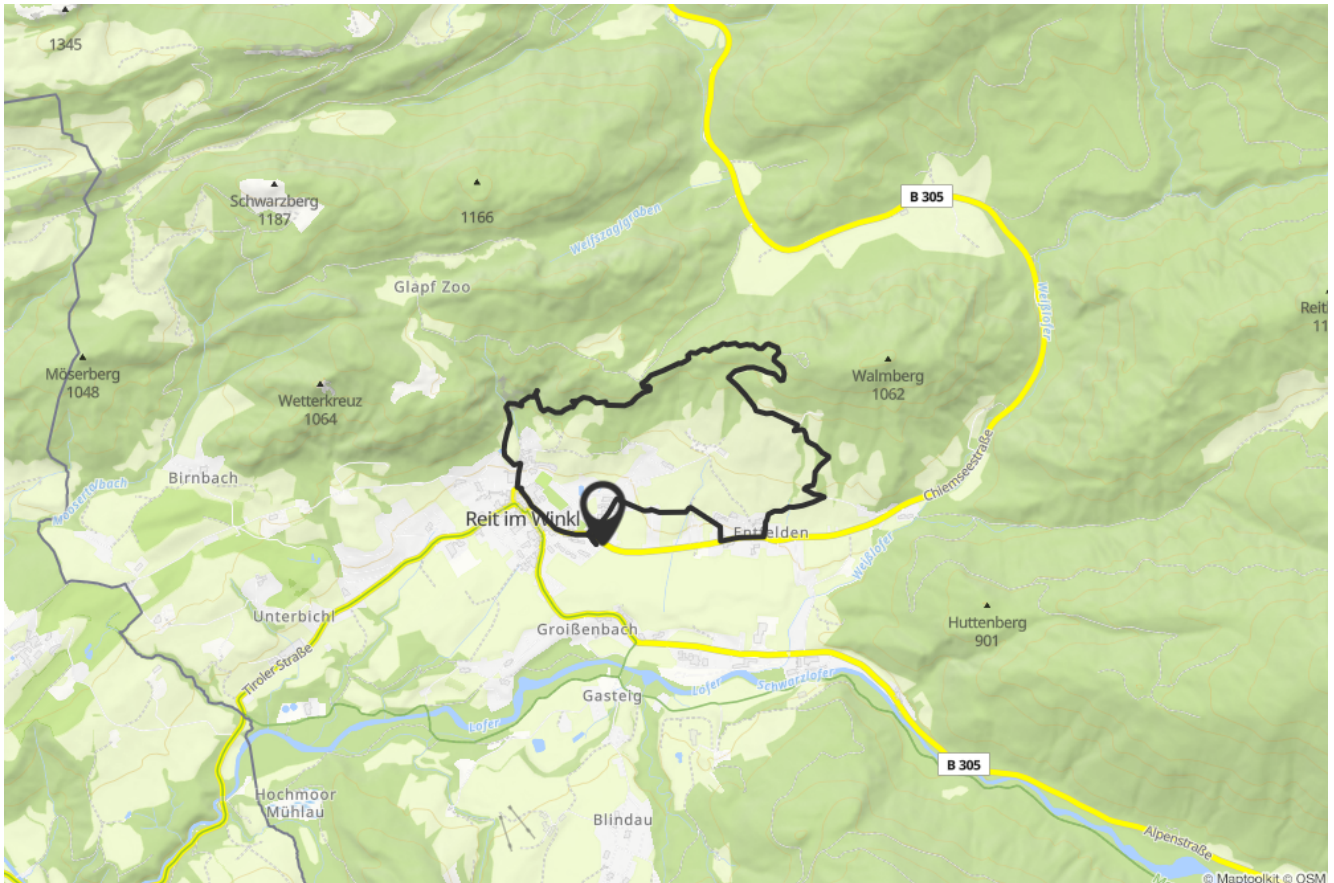 1345
B 305
Schwarzberg
1187
1166
Weißzaglgraben
Glapf Zoo
Weißlofer
Möserberg
1048
Wetterkreuz
1064
Walmberg
1062
Birnbach
Chiemseestraße
Reit im Winkl
Entfelden
Weißlofer
Unterbichl
Groißenbach
Huttenberg
901
Tiroler Straße
Gasteig
Lofer
Schwarzlofer
Lofer
B 305
Hochmoor
Mühlau
Blindau
Alpenstraße
© Maptoolkit © OSM